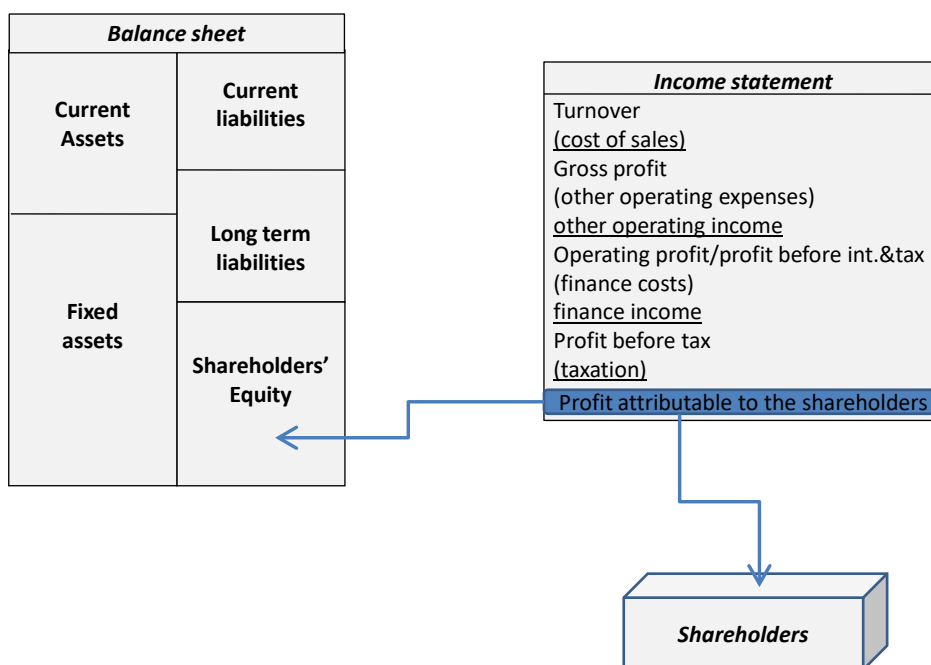 Balance sheet
Current
Assets
Current
liabilities
Long term
liabilities
Fixed
assets
Shareholders'
Equity
Income statement
Turnover
(cost of sales)
Gross profit
(other operating expenses)
other operating income
Operating profit/profit before int.&tax
(finance costs)
finance income
Profit before tax
(taxation)
Profit attributable to the shareholders
Shareholders